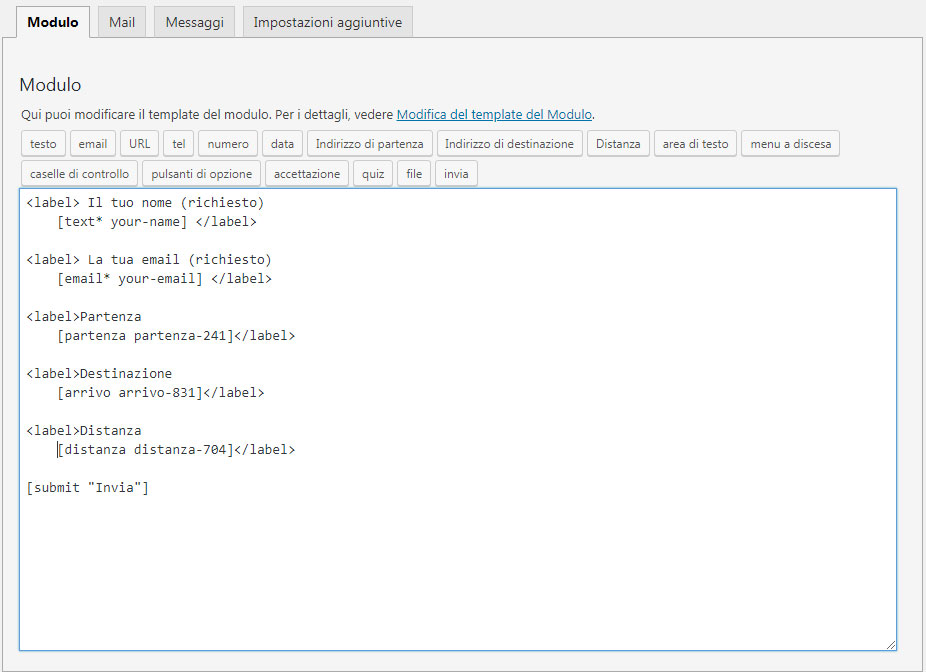 Modulo Mail Messaggi Impostazioni aggiuntive
Modulo
Qui puoi modificare il template del modulo. Per i dettagli, vedere Modifica del template del Modulo.
testo email URL tel numero data Indirizzo di partenza Indirizzo di destinazione Distanza area di testo menu a discesa
caselle di controllo pulsanti di opzione accettazione quiz file invia
<label> Il tuo nome (richiesto)
[text* your-name] </label>
<label> La tua email (richiesto)
[email* your-email] </label>
<label>Partenza
[partenza partenza-241]</label>
<label>Destinazione
[arrivo arrivo-831]</label>
<label>Distanza
[distanza distanza-704]</label>
[submit "Invia"]